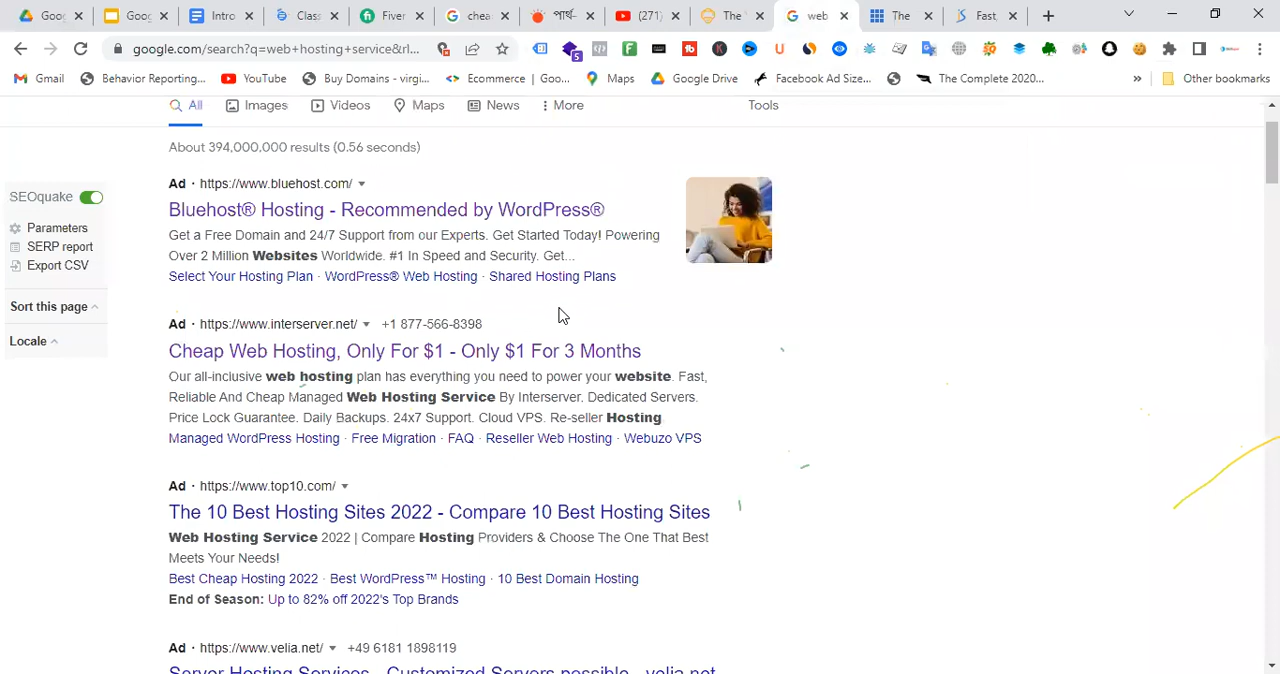 Goo
Goo
Intro
Class
Fiver
chea
পার্থ-
(271)
The
web
The
Fast,
google.com/search?q=web+hosting+service&rl...
5
Gmail
Behavior Reporting...
YouTube
Buy Domains - virgi...
Ecommerce | Goo...
Maps
Google Drive
Facebook Ad Size...
The Complete 2020...
»
Other bookmarks
All
Images
Videos
Maps
News
More
Tools
About 394,000,000 results (0.56 seconds)
SEOquake
Parameters
SERP report
Export CSV
Sort this page
Locale
Ad · https://www.bluehost.com/
Bluehost® Hosting - Recommended by WordPress®
Get a Free Domain and 24/7 Support from our Experts. Get Started Today! Powering
Over 2 Million Websites Worldwide. #1 In Speed and Security. Get...
Select Your Hosting Plan · WordPress® Web Hosting · Shared Hosting Plans
Ad · https://www.interserver.net/ +1 877-566-8398
Cheap Web Hosting, Only For $1 - Only $1 For 3 Months
Our all-inclusive web hosting plan has everything you need to power your website. Fast,
Reliable And Cheap Managed Web Hosting Service By Interserver. Dedicated Servers.
Price Lock Guarantee. Daily Backups. 24x7 Support. Cloud VPS. Re-seller Hosting
Managed WordPress Hosting · Free Migration · FAQ · Reseller Web Hosting · Webuzo VPS
Ad · https://www.top10.com/
The 10 Best Hosting Sites 2022 - Compare 10 Best Hosting Sites
Web Hosting Service 2022 | Compare Hosting Providers & Choose The One That Best
Meets Your Needs!
Best Cheap Hosting 2022 · Best WordPress™ Hosting · 10 Best Domain Hosting
End of Season: Up to 82% off 2022's Top Brands
Ad · https://www.velia.net/ +49 6181 1898119
Server Hosting Services - Customized Servers possible - velia.net